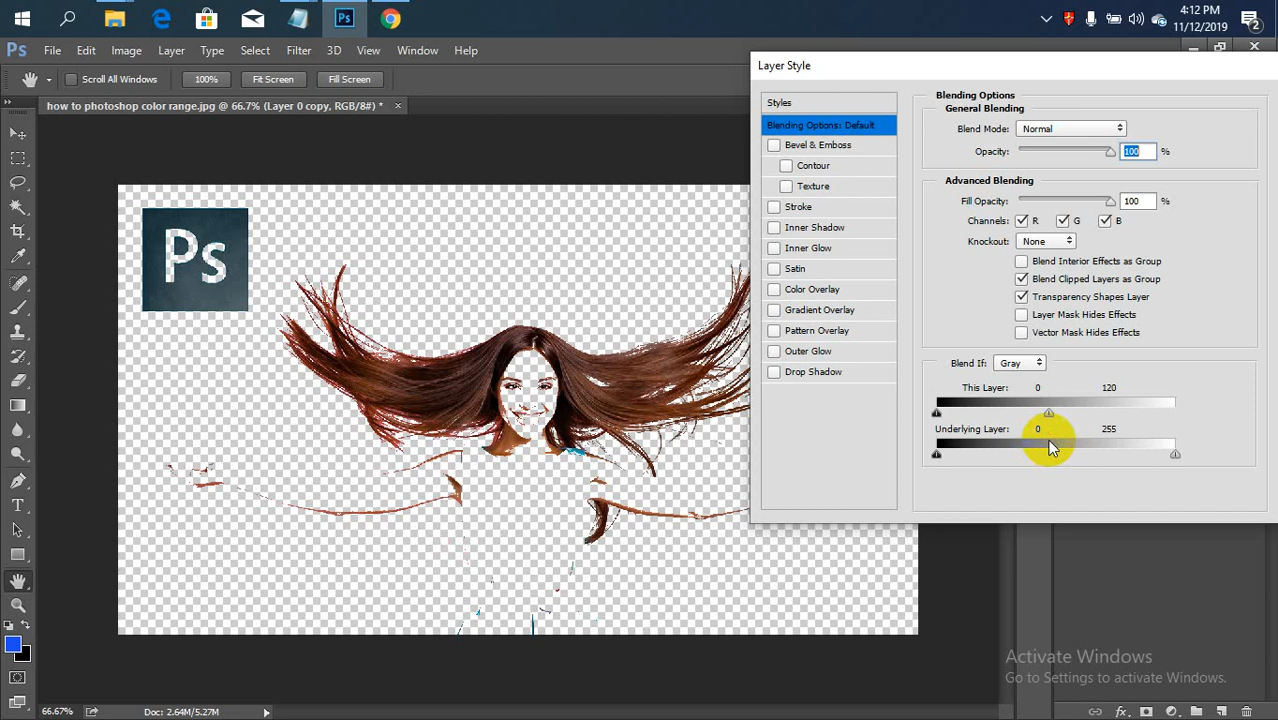 4:12 PM
11/12/2019
2
Ps File Edit Image Layer Type Select Filter 3D View Window Help
Scroll All Windows 100% Fit Screen Fill Screen
how to photoshop color range.jpg @ 66.7% (Layer 0 copy, RGB/8#) *
Ps
Layer Style
Styles
Blending Options: Default
Bevel & Emboss
Contour
Texture
Stroke
Inner Shadow
Inner Glow
Satin
Color Overlay
Gradient Overlay
Pattern Overlay
Outer Glow
Drop Shadow
Blending Options
General Blending
Blend Mode: Normal
Opacity: 100 %
Advanced Blending
Fill Opacity: 100 %
Channels: R G B
Knockout: None
Blend Interior Effects as Group
Blend Clipped Layers as Group
Transparency Shapes Layer
Layer Mask Hides Effects
Vector Mask Hides Effects
Blend If: Gray
This Layer: 0 120
Underlying Layer: 0 255
Activate Windows
Go to Settings to activate Windows.
66.67% Doc: 2.64M/5.27M